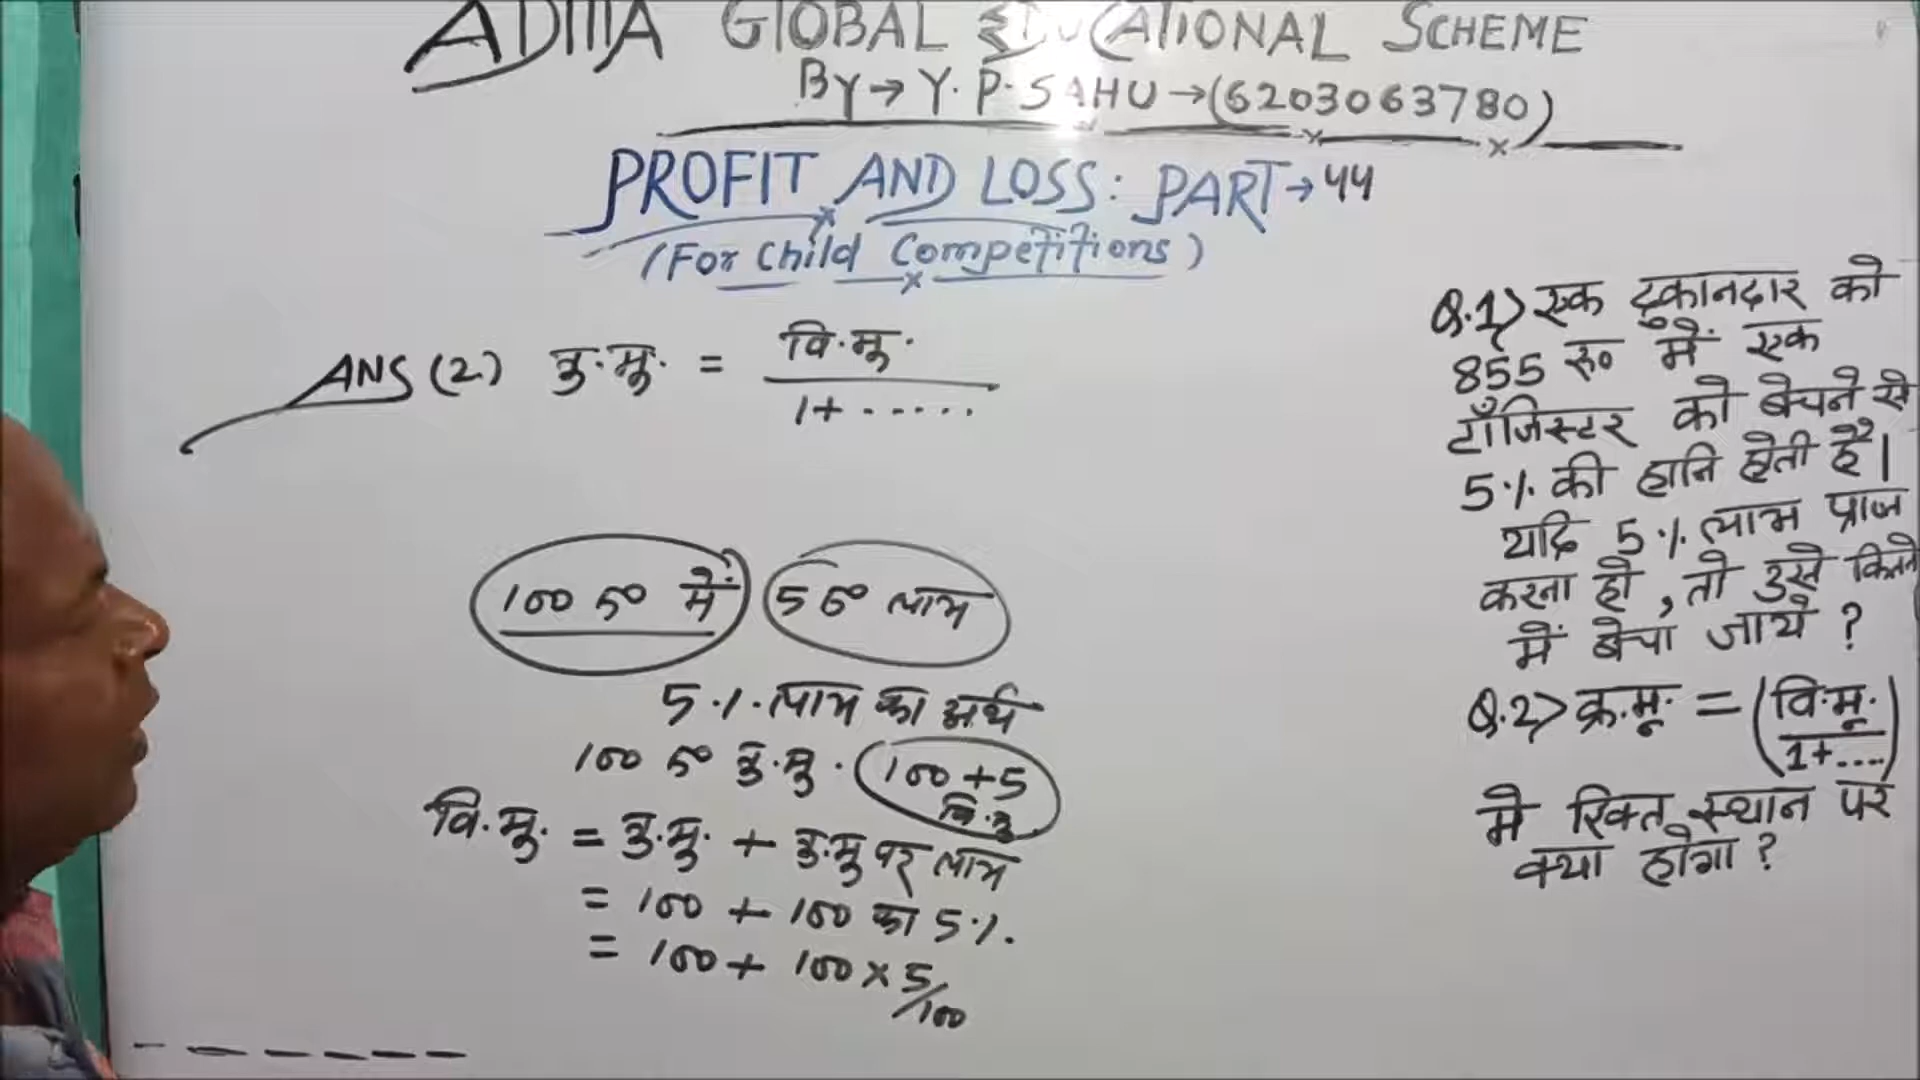 ADITYA GLOBAL EDUCATIONAL SCHEME
BY → Y. P. SAHU → (6203063780)
PROFIT AND LOSS: PART → 44
(For Child Competitions)
ANS (2) क्र.मू. = वि.मू.
1+ ......
100 रु० में 5 रु० लाभ
5% लाभ का अर्थ
100 रु० क्र.मू. 100 + 5
वि.मू.
वि.मू. = क्र.मू. + क्र.मू पर लाभ
= 100 + 100 का 5%.
= 100 + 100 × 5/100
Q.1> एक दुकानदार को
855 रु० में एक
ट्राँजिस्टर को बेचने से
5% की हानि होती है।
यदि 5% लाभ प्राप्त
करना हो, तो उसे कितने
में बेचा जाये ?
Q.2> क्र.मू. = (वि.मू.
1+....)
मे रिक्त स्थान पर
क्या होगा ?